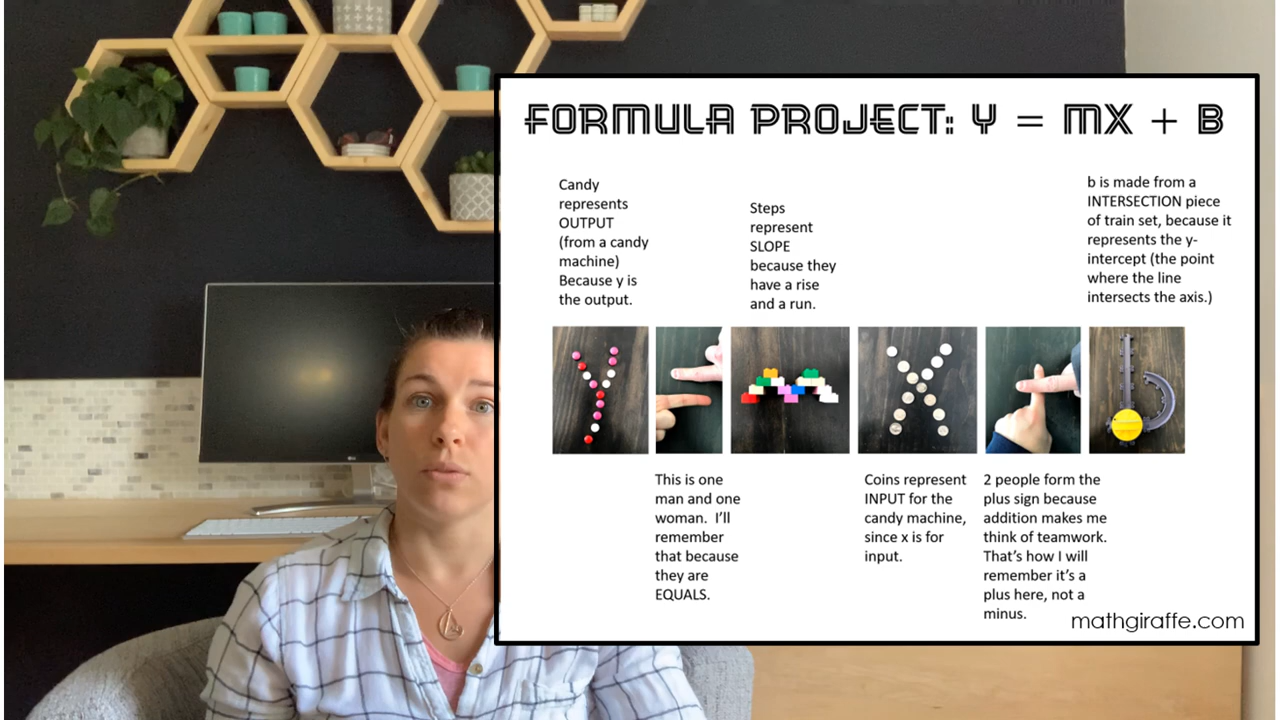 FORMULA PROJECT: Y = MX + B
Candy
represents
OUTPUT
(from a candy
machine)
Because y is
the output.
Steps
represent
SLOPE
because they
have a rise
and a run.
b is made from a
INTERSECTION piece
of train set, because it
represents the y-
intercept (the point
where the line
intersects the axis.)
This is one
man and one
woman. I'll
remember
that because
they are
EQUALS.
Coins represent
INPUT for the
candy machine,
since x is for
input.
2 people form the
plus sign because
addition makes me
think of teamwork.
That's how I will
remember it's a
plus here, not a
minus.
mathgiraffe.com